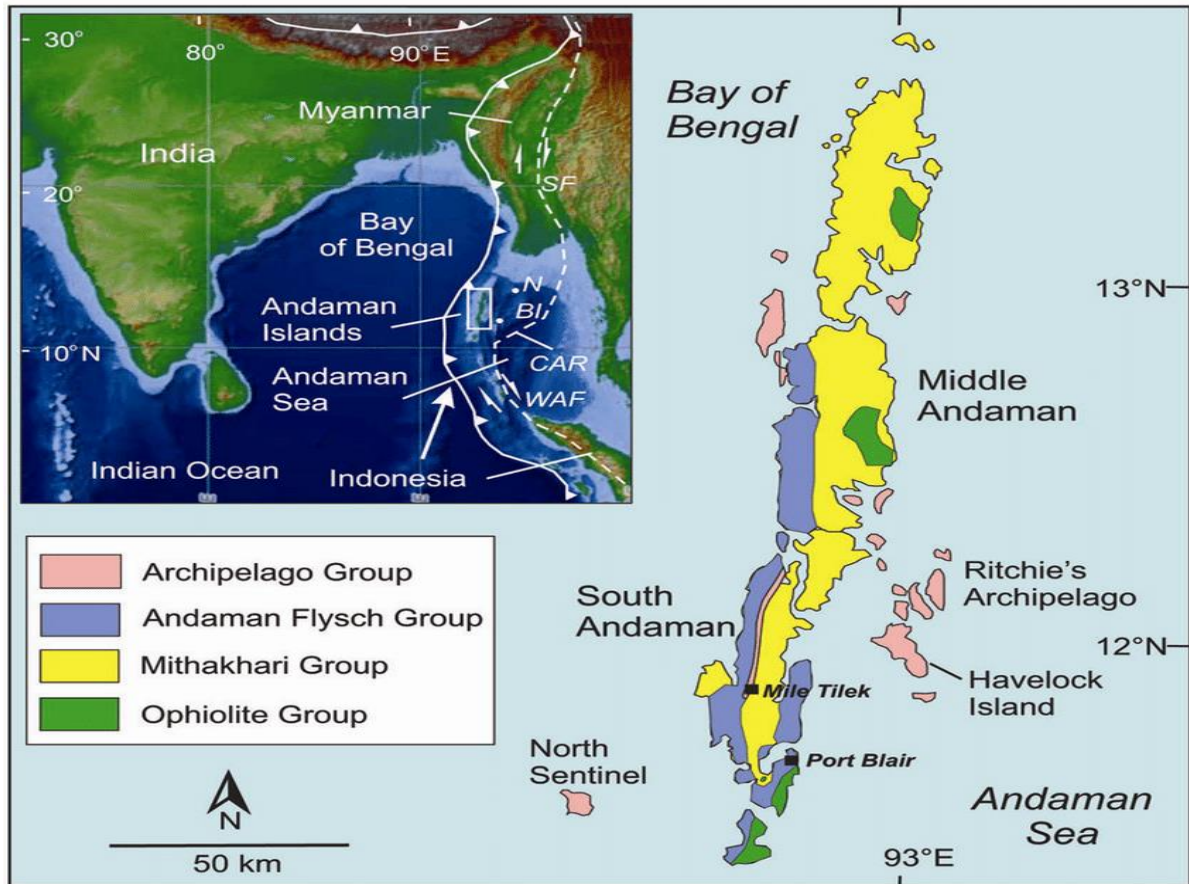 30°
80°
90°E
Myanmar
India
SF
20°
Bay
of Bengal
N
Andaman
Islands
BI
10°N
CAR
Andaman
Sea
WAF
Indian Ocean
Indonesia
Archipelago Group
Andaman Flysch Group
Mithakhari Group
Ophiolite Group
N
50 km
Bay of
Bengal
13°N
Middle
Andaman
South
Andaman
Ritchie's
Archipelago
12°N
Mile Tilek
Havelock
Island
North
Sentinel
Port Blair
Andaman
Sea
93°E